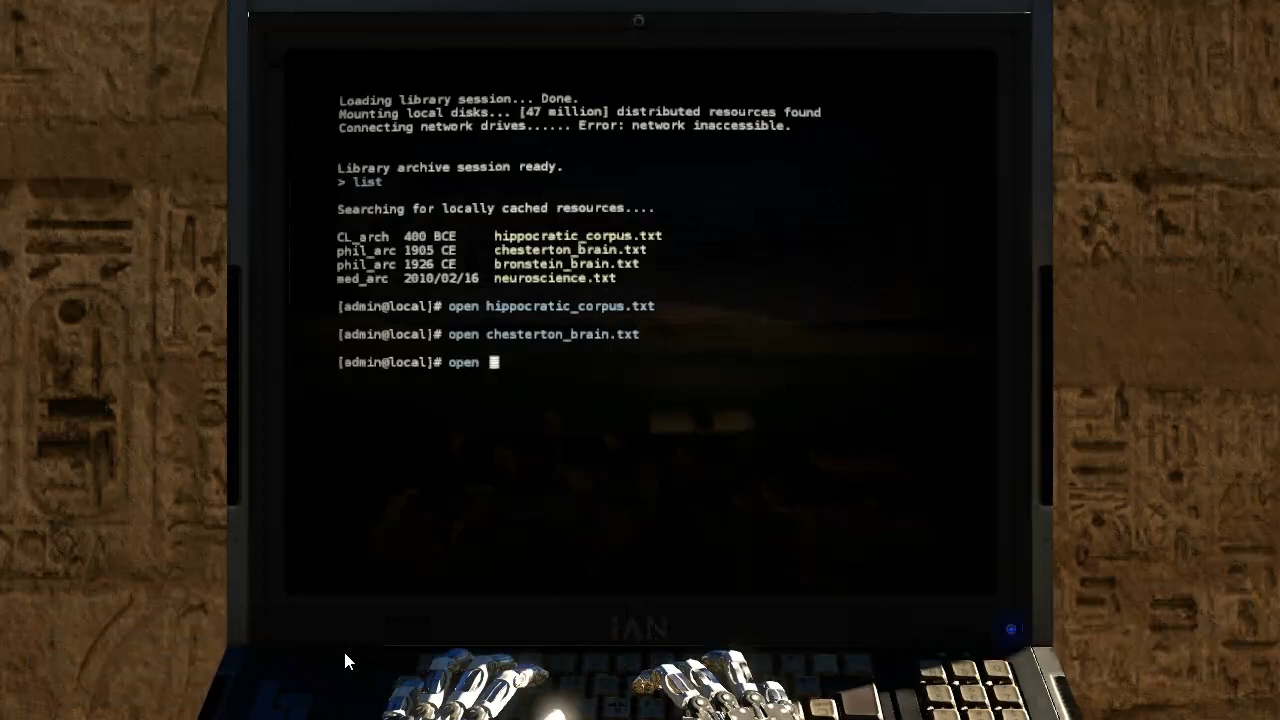 Loading library session... Done.
Mounting local disks... [47 million] distributed resources found
Connecting network drives...... Error: network inaccessible.
Library archive session ready.
> list
Searching for locally cached resources....
CL_arch 400 BCE hippocratic_corpus.txt
phil_arc 1905 CE chesterton_brain.txt
phil_arc 1926 CE bronstein_brain.txt
med_arc 2010/02/16 neuroscience.txt
[admin@local]# open hippocratic_corpus.txt
[admin@local]# open chesterton_brain.txt
[admin@local]# open
IAN